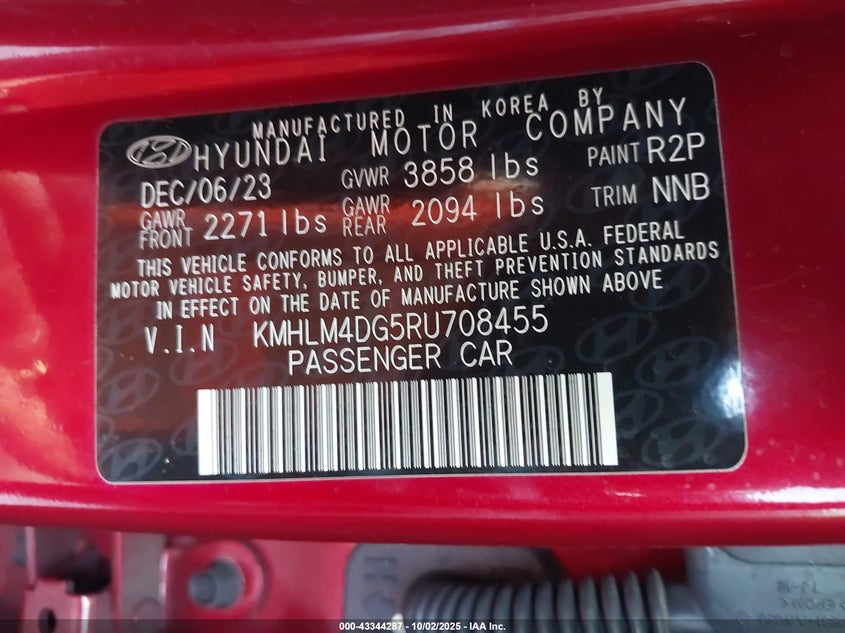 MANUFACTURED IN KOREA BY
HYUNDAI MOTOR COMPANY
DEC/06/23 GVWR 3858 lbs PAINT R2P
GAWR FRONT 2271 lbs GAWR REAR 2094 lbs TRIM NNB
THIS VEHICLE CONFORMS TO ALL APPLICABLE U.S.A. FEDERAL
MOTOR VEHICLE SAFETY, BUMPER, AND THEFT PREVENTION STANDARDS
IN EFFECT ON THE DATE OF MANUFACTURE SHOWN ABOVE
V.I.N KMHLM4DG5RU708455
PASSENGER CAR
000-43344287 - 10/02/2025 - IAA Inc.